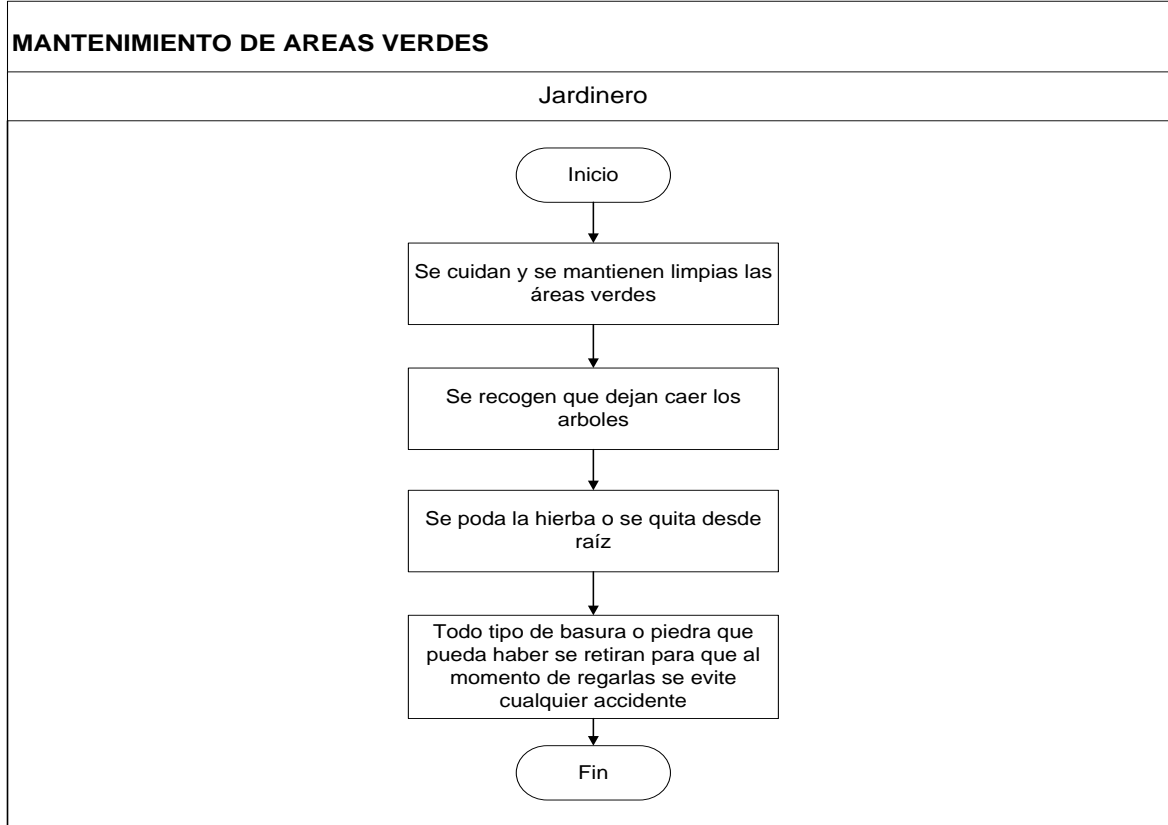 MANTENIMIENTO DE AREAS VERDES
Jardinero
Inicio
Se cuidan y se mantienen limpias las
áreas verdes
Se recogen que dejan caer los
arboles
Se poda la hierba o se quita desde
raíz
Todo tipo de basura o piedra que
pueda haber se retiran para que al
momento de regarlas se evite
cualquier accidente
Fin